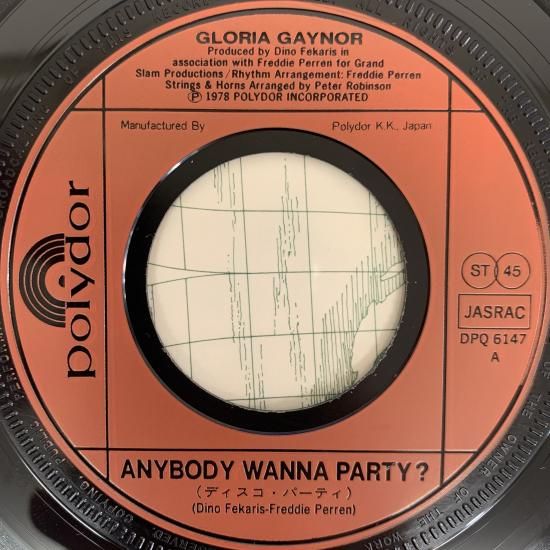 GLORIA GAYNOR
Produced by Dino Fekaris in
association with Freddie Perren for Grand
Slam Productions/Rhythm Arrangement: Freddie Perren
Strings & Horns Arranged by Peter Robinson
Ⓟ 1978 POLYDOR INCORPORATED
Manufactured By Polydor K.K., Japan
polydor
ST 45
JASRAC
DPQ 6147
A
ANYBODY WANNA PARTY?
(ディスコ・パーティ)
(Dino Fekaris-Freddie Perren)